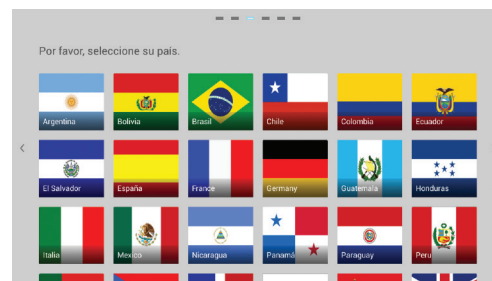 Por favor, seleccione su país.
Argentina Bolivia Brasil Chile Colombia Ecuador
El Salvador España France Germany Guatemala Honduras
Italia Mexico Nicaragua Panamá Paraguay Peru